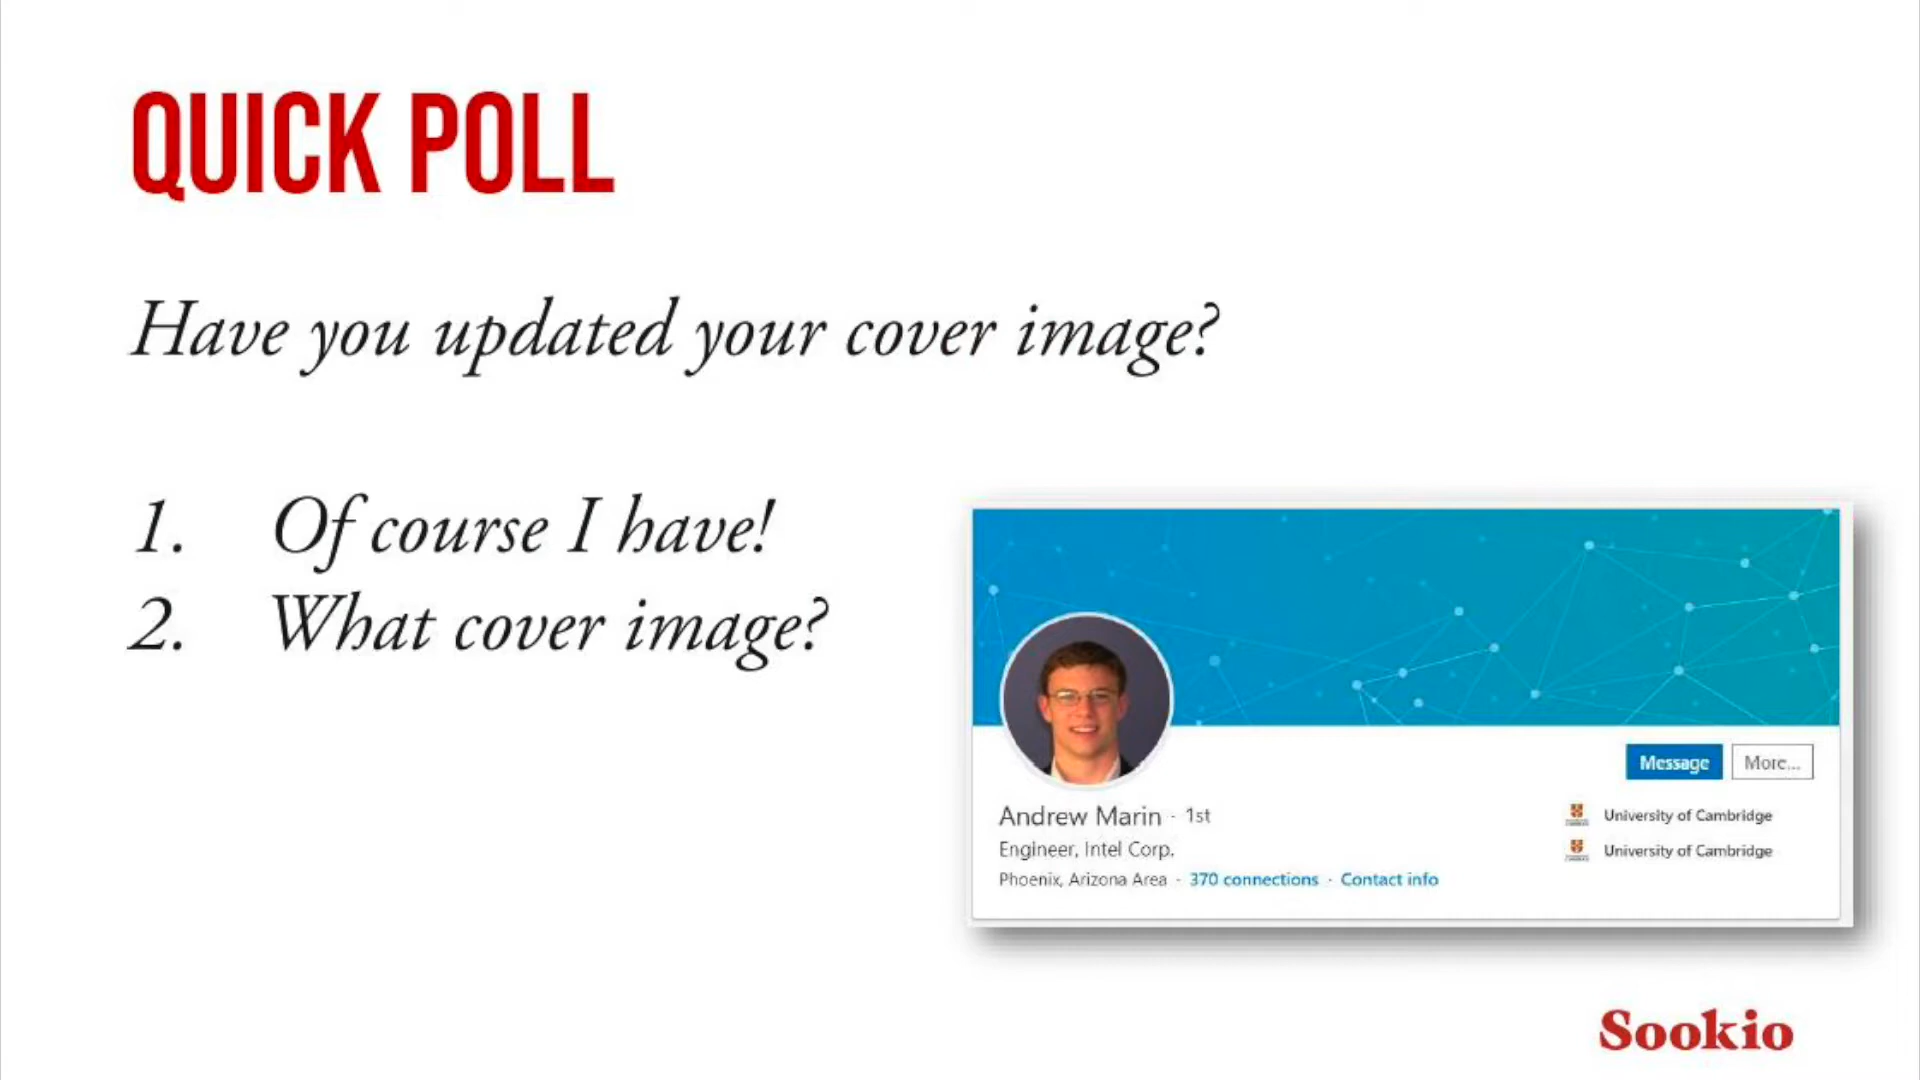 QUICK POLL
Have you updated your cover image?
1. Of course I have!
2. What cover image?
Message More...
Andrew Marin · 1st
Engineer, Intel Corp.
Phoenix, Arizona Area · 370 connections · Contact info
University of Cambridge
University of Cambridge
Sookio